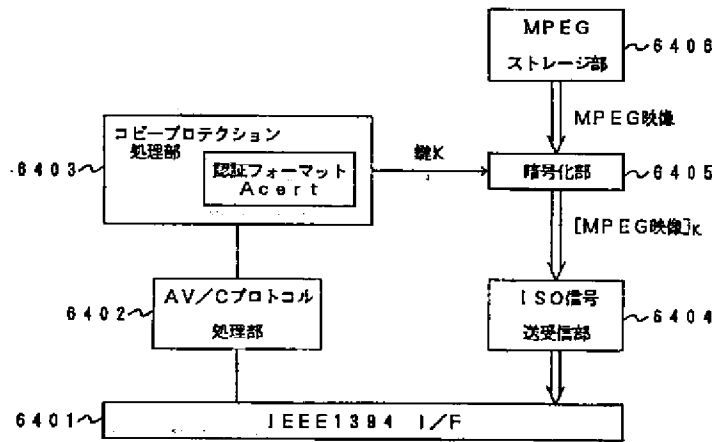 MPEG
ストレージ部
6406
MPEG映像
コピープロテクション
処理部
認証フォーマット
Acert
6403
鍵K
暗号化部
6405
[MPEG映像]K
AV/Cプロトコル
処理部
6402
ISO信号
送受信部
6404
6401
IEEE1394 I/F